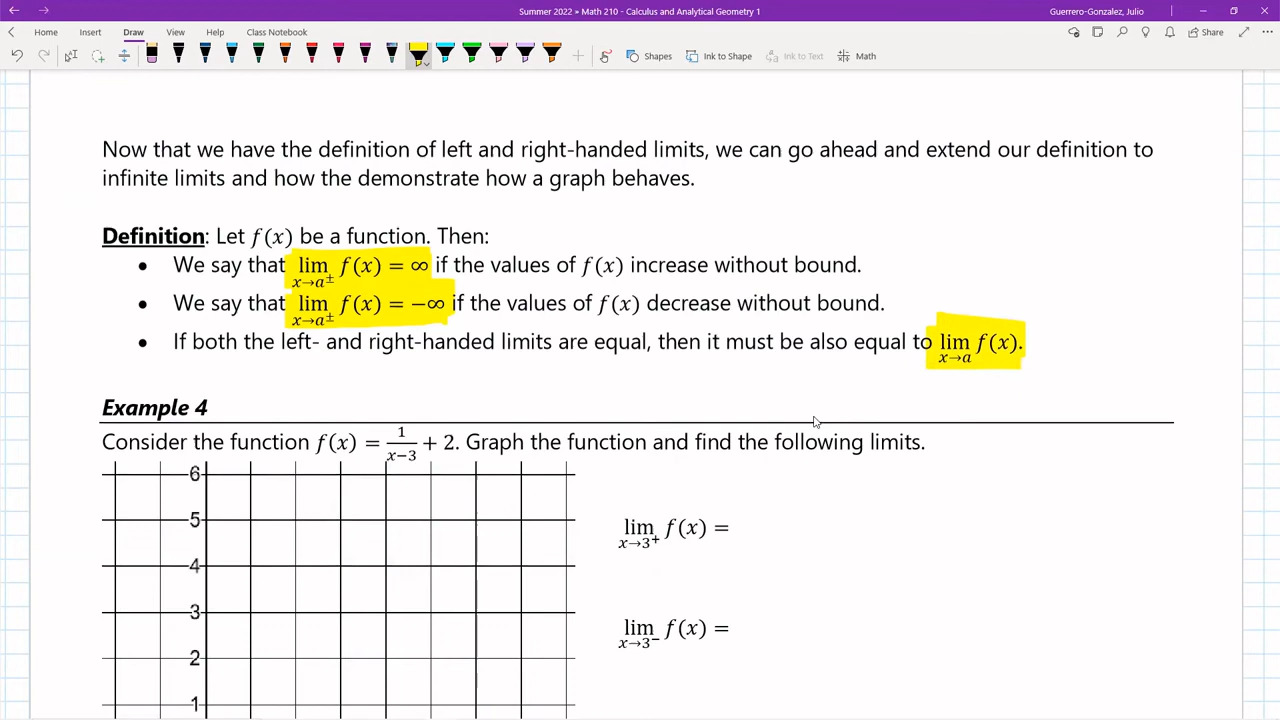 Summer 2022 » Math 210 - Calculus and Analytical Geometry 1
Guerrero-Gonzalez, Julio
Home Insert Draw View Help Class Notebook
Share
Shapes Ink to Shape Ink to Text Math
Now that we have the definition of left and right-handed limits, we can go ahead and extend our definition to
infinite limits and how the demonstrate how a graph behaves.
Definition: Let f(x) be a function. Then:
• We say that lim x→a± f(x) = ∞ if the values of f(x) increase without bound.
• We say that lim x→a± f(x) = −∞ if the values of f(x) decrease without bound.
• If both the left- and right-handed limits are equal, then it must be also equal to lim x→a f(x).
Example 4
Consider the function f(x) = 1/(x−3) + 2. Graph the function and find the following limits.
6
5
lim x→3⁺ f(x) =
4
3
lim x→3⁻ f(x) =
2
1